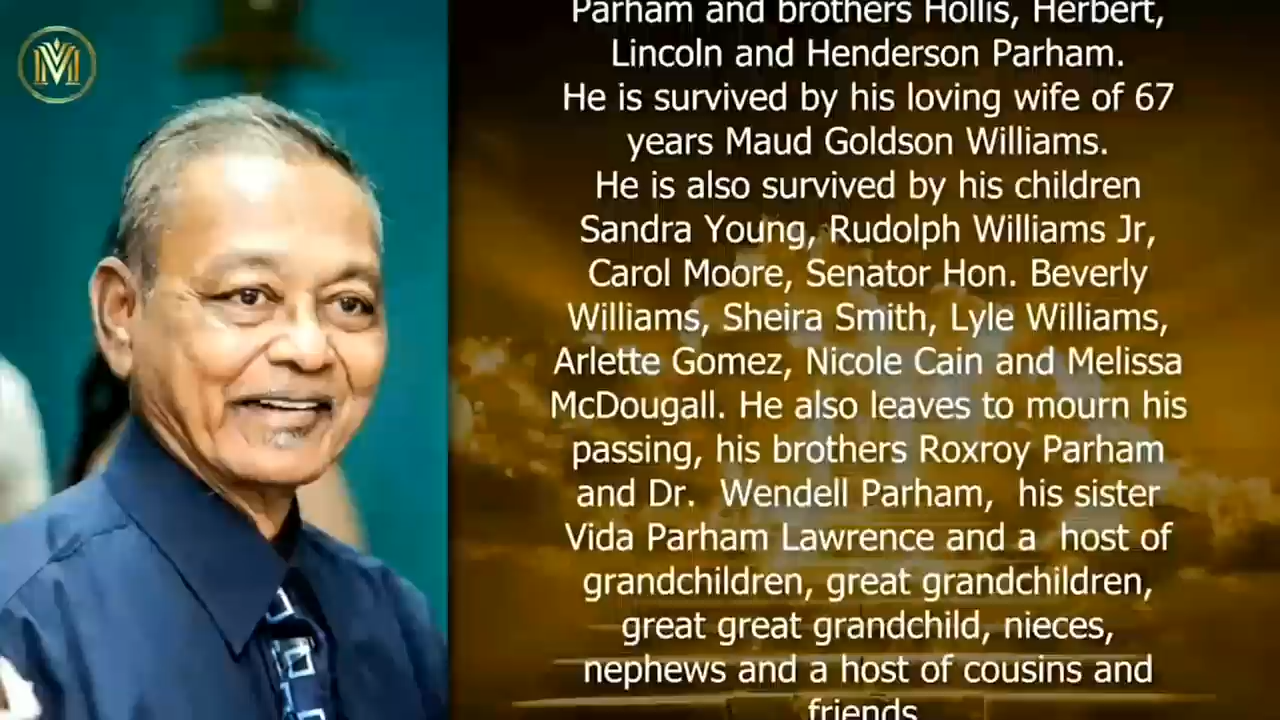 Parham and brothers Hollis, Herbert,
Lincoln and Henderson Parham.
He is survived by his loving wife of 67
years Maud Goldson Williams.
He is also survived by his children
Sandra Young, Rudolph Williams Jr,
Carol Moore, Senator Hon. Beverly
Williams, Sheira Smith, Lyle Williams,
Arlette Gomez, Nicole Cain and Melissa
McDougall. He also leaves to mourn his
passing, his brothers Roxroy Parham
and Dr.  Wendell Parham,  his sister
Vida Parham Lawrence and a  host of
grandchildren, great grandchildren,
great great grandchild, nieces,
nephews and a host of cousins and
friends